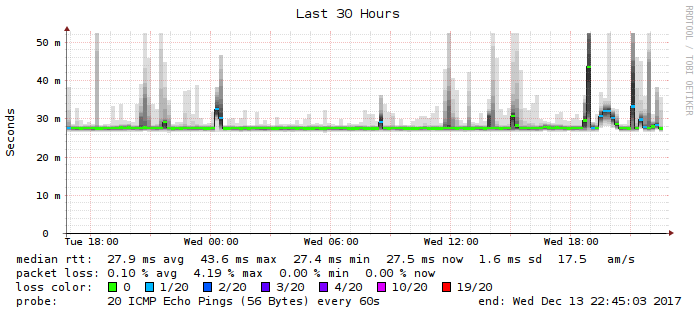 Last 30 Hours
RRDTOOL / TOBI OETIKER
Seconds
50 m
40 m
30 m
20 m
10 m
0
Tue 18:00 Wed 00:00 Wed 06:00 Wed 12:00 Wed 18:00
median rtt: 27.9 ms avg 43.6 ms max 27.4 ms min 27.5 ms now 1.6 ms sd 17.5 am/s
packet loss: 0.10 % avg 4.19 % max 0.00 % min 0.00 % now
loss color: 0 1/20 2/20 3/20 4/20 10/20 19/20
probe: 20 ICMP Echo Pings (56 Bytes) every 60s end: Wed Dec 13 22:45:03 2017